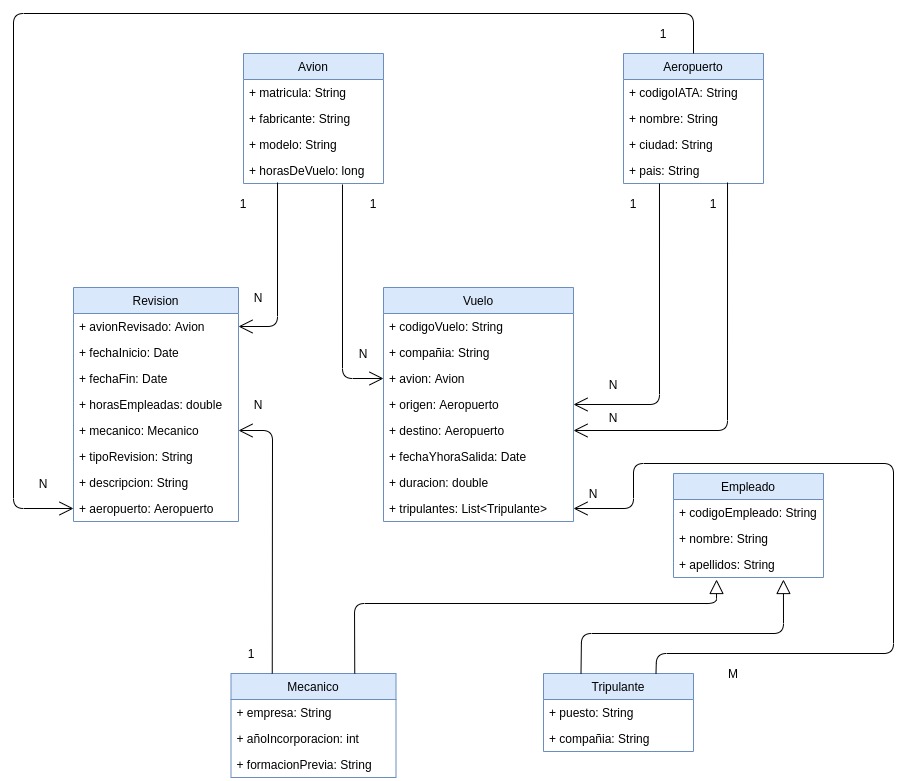 1
Avion
+ matricula: String
+ fabricante: String
+ modelo: String
+ horasDeVuelo: long
Aeropuerto
+ codigoIATA: String
+ nombre: String
+ ciudad: String
+ pais: String
1
1
1
1
N
N
N
N
N
N
N
Revision
+ avionRevisado: Avion
+ fechaInicio: Date
+ fechaFin: Date
+ horasEmpleadas: double
+ mecanico: Mecanico
+ tipoRevision: String
+ descripcion: String
+ aeropuerto: Aeropuerto
Vuelo
+ codigoVuelo: String
+ compañia: String
+ avion: Avion
+ origen: Aeropuerto
+ destino: Aeropuerto
+ fechaYhoraSalida: Date
+ duracion: double
+ tripulantes: List<Tripulante>
Empleado
+ codigoEmpleado: String
+ nombre: String
+ apellidos: String
1
M
Mecanico
+ empresa: String
+ añoIncorporacion: int
+ formacionPrevia: String
Tripulante
+ puesto: String
+ compañia: String